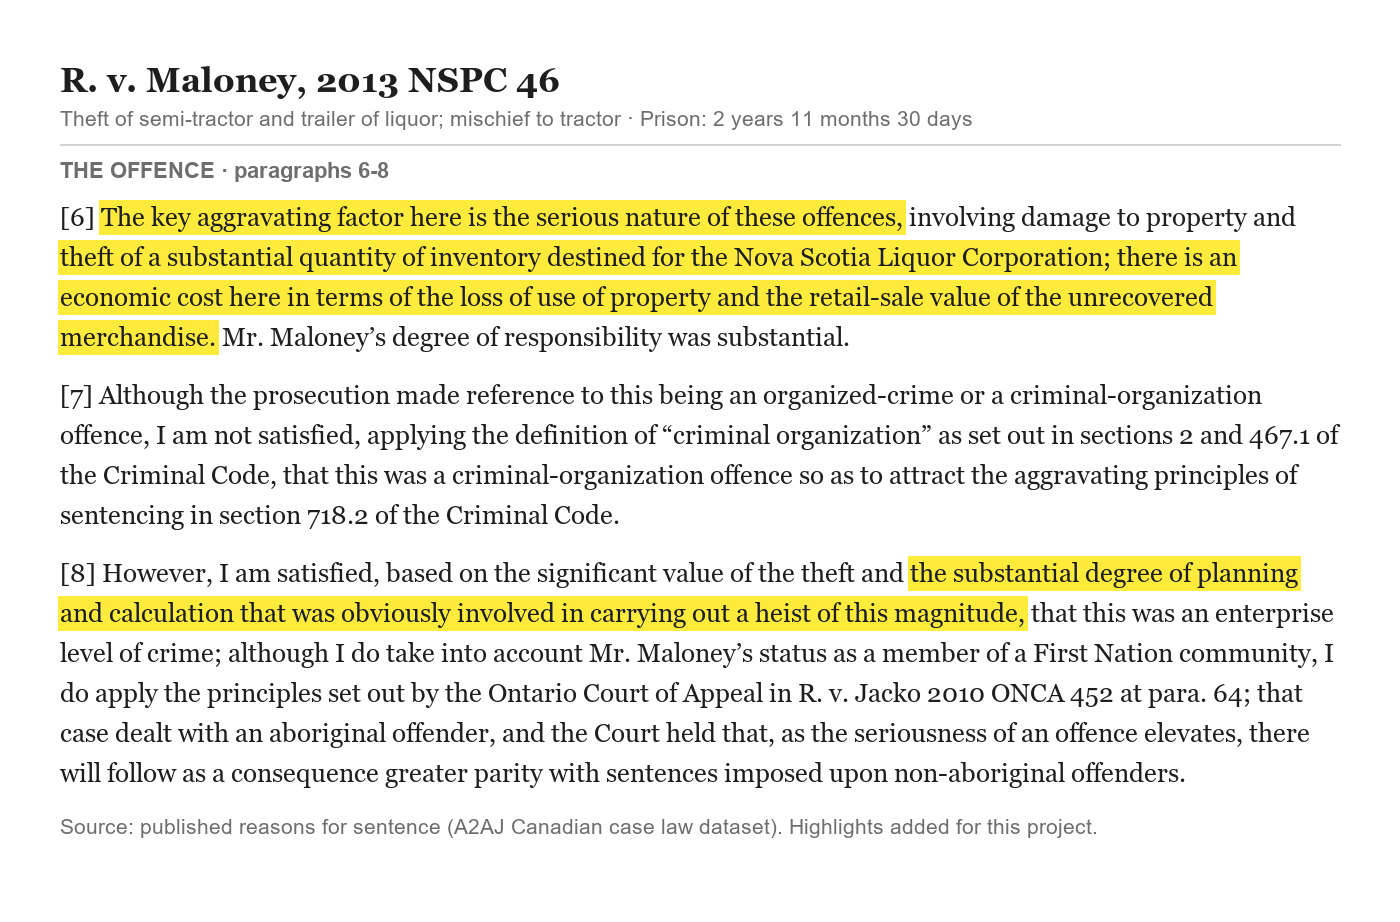 R. v. Maloney, 2013 NSPC 46
Theft of semi-tractor and trailer of liquor; mischief to tractor · Prison: 2 years 11 months 30 days
THE OFFENCE · paragraphs 6-8
[6] The key aggravating factor here is the serious nature of these offences, involving damage to property and
theft of a substantial quantity of inventory destined for the Nova Scotia Liquor Corporation; there is an
economic cost here in terms of the loss of use of property and the retail-sale value of the unrecovered
merchandise. Mr. Maloney’s degree of responsibility was substantial.
[7] Although the prosecution made reference to this being an organized-crime or a criminal-organization
offence, I am not satisfied, applying the definition of “criminal organization” as set out in sections 2 and 467.1 of
the Criminal Code, that this was a criminal-organization offence so as to attract the aggravating principles of
sentencing in section 718.2 of the Criminal Code.
[8] However, I am satisfied, based on the significant value of the theft and the substantial degree of planning
and calculation that was obviously involved in carrying out a heist of this magnitude, that this was an enterprise
level of crime; although I do take into account Mr. Maloney’s status as a member of a First Nation community, I
do apply the principles set out by the Ontario Court of Appeal in R. v. Jacko 2010 ONCA 452 at para. 64; that
case dealt with an aboriginal offender, and the Court held that, as the seriousness of an offence elevates, there
will follow as a consequence greater parity with sentences imposed upon non-aboriginal offenders.
Source: published reasons for sentence (A2AJ Canadian case law dataset). Highlights added for this project.